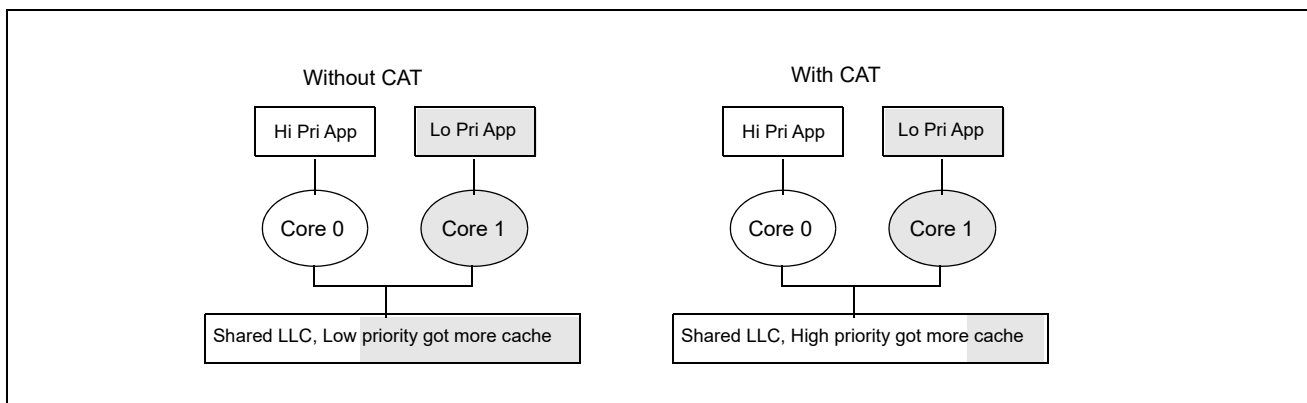 Without CAT
With CAT
Hi Pri App
Lo Pri App
Hi Pri App
Lo Pri App
Core 0
Core 1
Core 0
Core 1
Shared LLC, Low priority got more cache
Shared LLC, High priority got more cache